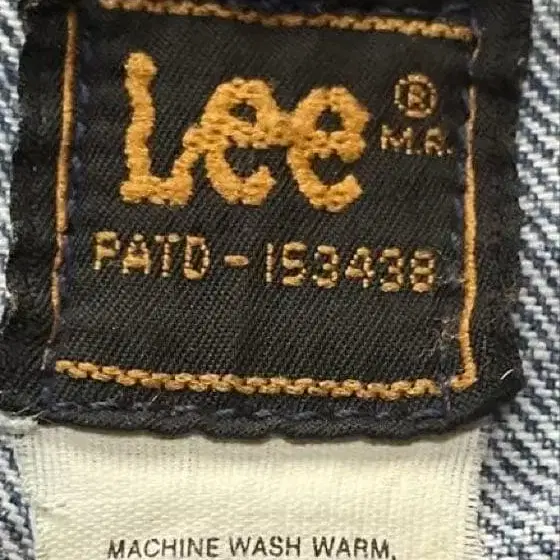 Lee ®
M.R.
PATD-153438
MACHINE WASH WARM.